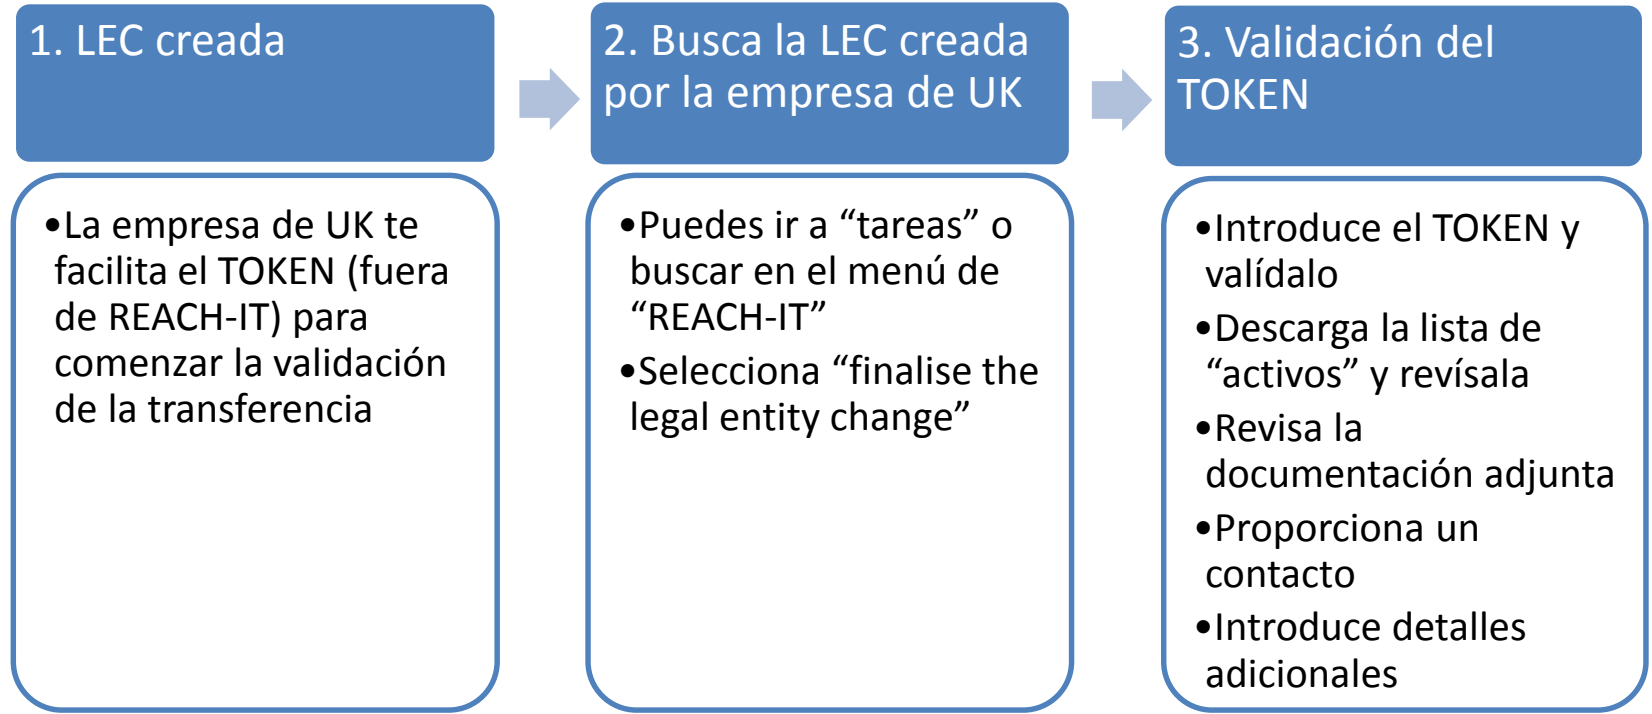 1. LEC creada
•La empresa de UK te
facilita el TOKEN (fuera
de REACH-IT) para
comenzar la validación
de la transferencia
2. Busca la LEC creada
por la empresa de UK
•Puedes ir a “tareas” o
buscar en el menú de
“REACH-IT”
•Selecciona “finalise the
legal entity change”
3. Validación del
TOKEN
•Introduce el TOKEN y
valídalo
•Descarga la lista de
“activos” y revísala
•Revisa la
documentación adjunta
•Proporciona un
contacto
•Introduce detalles
adicionales